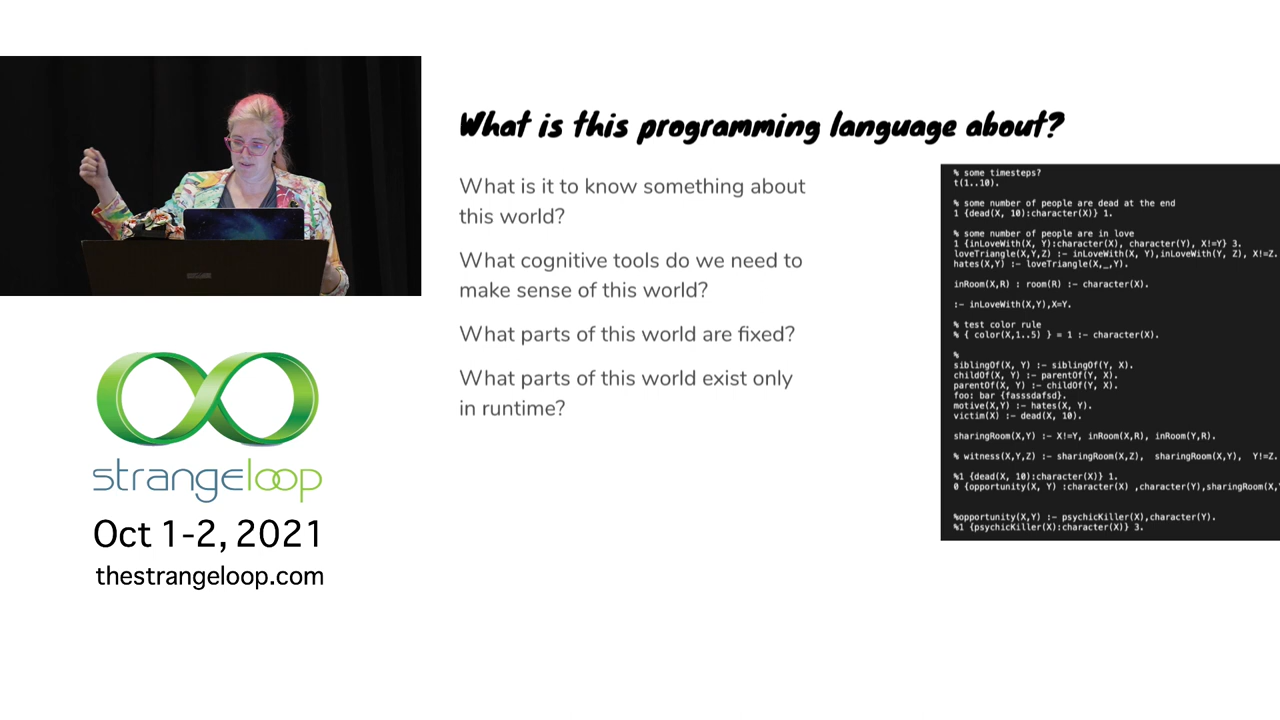 What is this programming language about?
What is it to know something about
this world?
What cognitive tools do we need to
make sense of this world?
What parts of this world are fixed?
What parts of this world exist only
in runtime?
% some timesteps?
t(1..10).
% some number of people are dead at the end
1 {dead(X, 10):character(X)} 1.
% some number of people are in love
1 {inLoveWith(X, Y):character(X), character(Y), X!=Y} 3.
loveTriangle(X,Y,Z) :- inLoveWith(X, Y),inLoveWith(Y, Z), X!=Z.
hates(X,Y) :- loveTriangle(X,_,Y).
inRoom(X,R) : room(R) :- character(X).
:- inLoveWith(X,Y),X=Y.
% test color rule
% { color(X,1..5) } = 1 :- character(X).
%
siblingOf(X, Y) :- siblingOf(Y, X).
childOf(X, Y) :- parentOf(Y, X).
parentOf(X, Y) :- childOf(Y, X).
foo: bar {fasssdafsd}.
motive(X,Y) :- hates(X, Y).
victim(X) :- dead(X, 10).
sharingRoom(X,Y) :- X!=Y, inRoom(X,R), inRoom(Y,R).
% witness(X,Y,Z) :- sharingRoom(X,Z),  sharingRoom(X,Y),  Y!=Z.
%1 {dead(X, 10):character(X)} 1.
0 {opportunity(X, Y) :character(X) ,character(Y),sharingRoom(X,
%opportunity(X,Y) :- psychicKiller(X),character(Y).
%1 {psychicKiller(X):character(X)} 3.
strangeloop
Oct 1-2, 2021
thestrangeloop.com